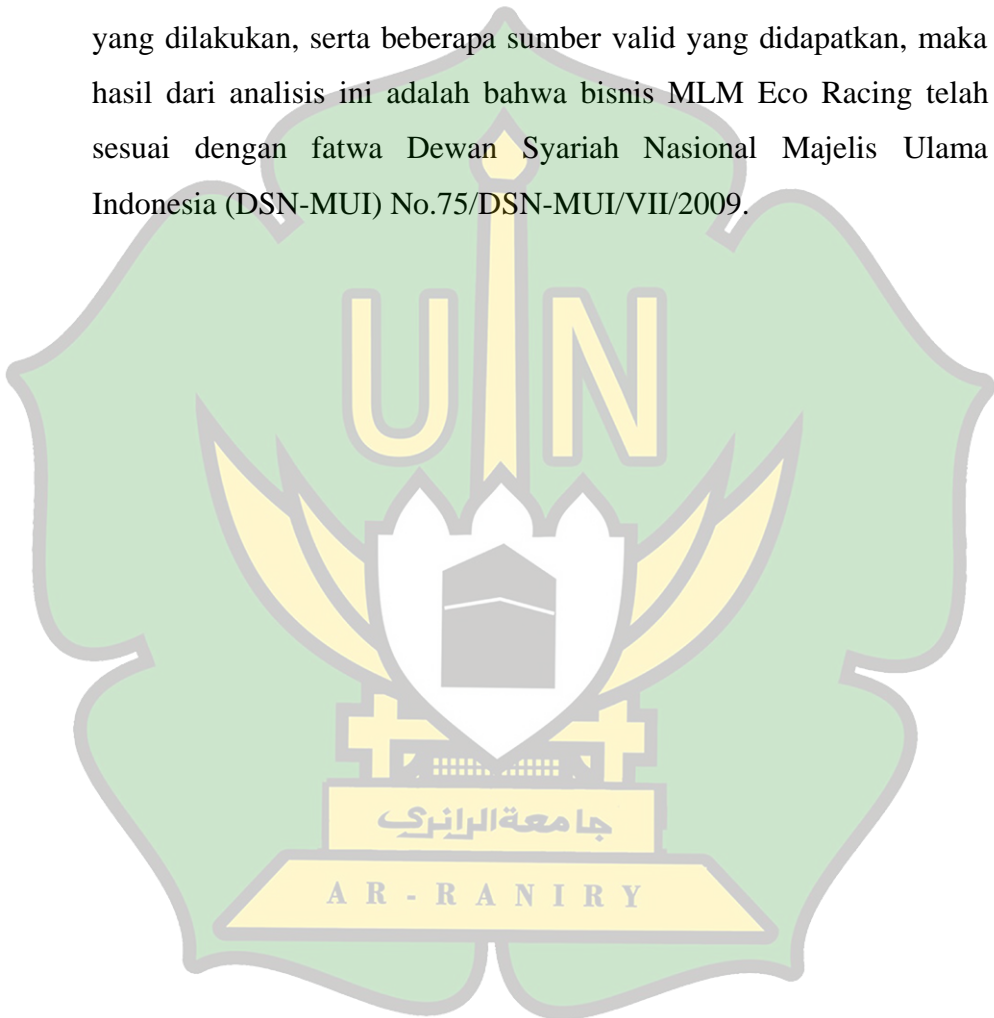 yang dilakukan, serta beberapa sumber valid yang didapatkan, maka
hasil dari analisis ini adalah bahwa bisnis MLM Eco Racing telah
sesuai dengan fatwa Dewan Syariah Nasional Majelis Ulama
Indonesia (DSN-MUI) No.75/DSN-MUI/VII/2009.
UIN
جامعةالرانرك
AR-RANIRY